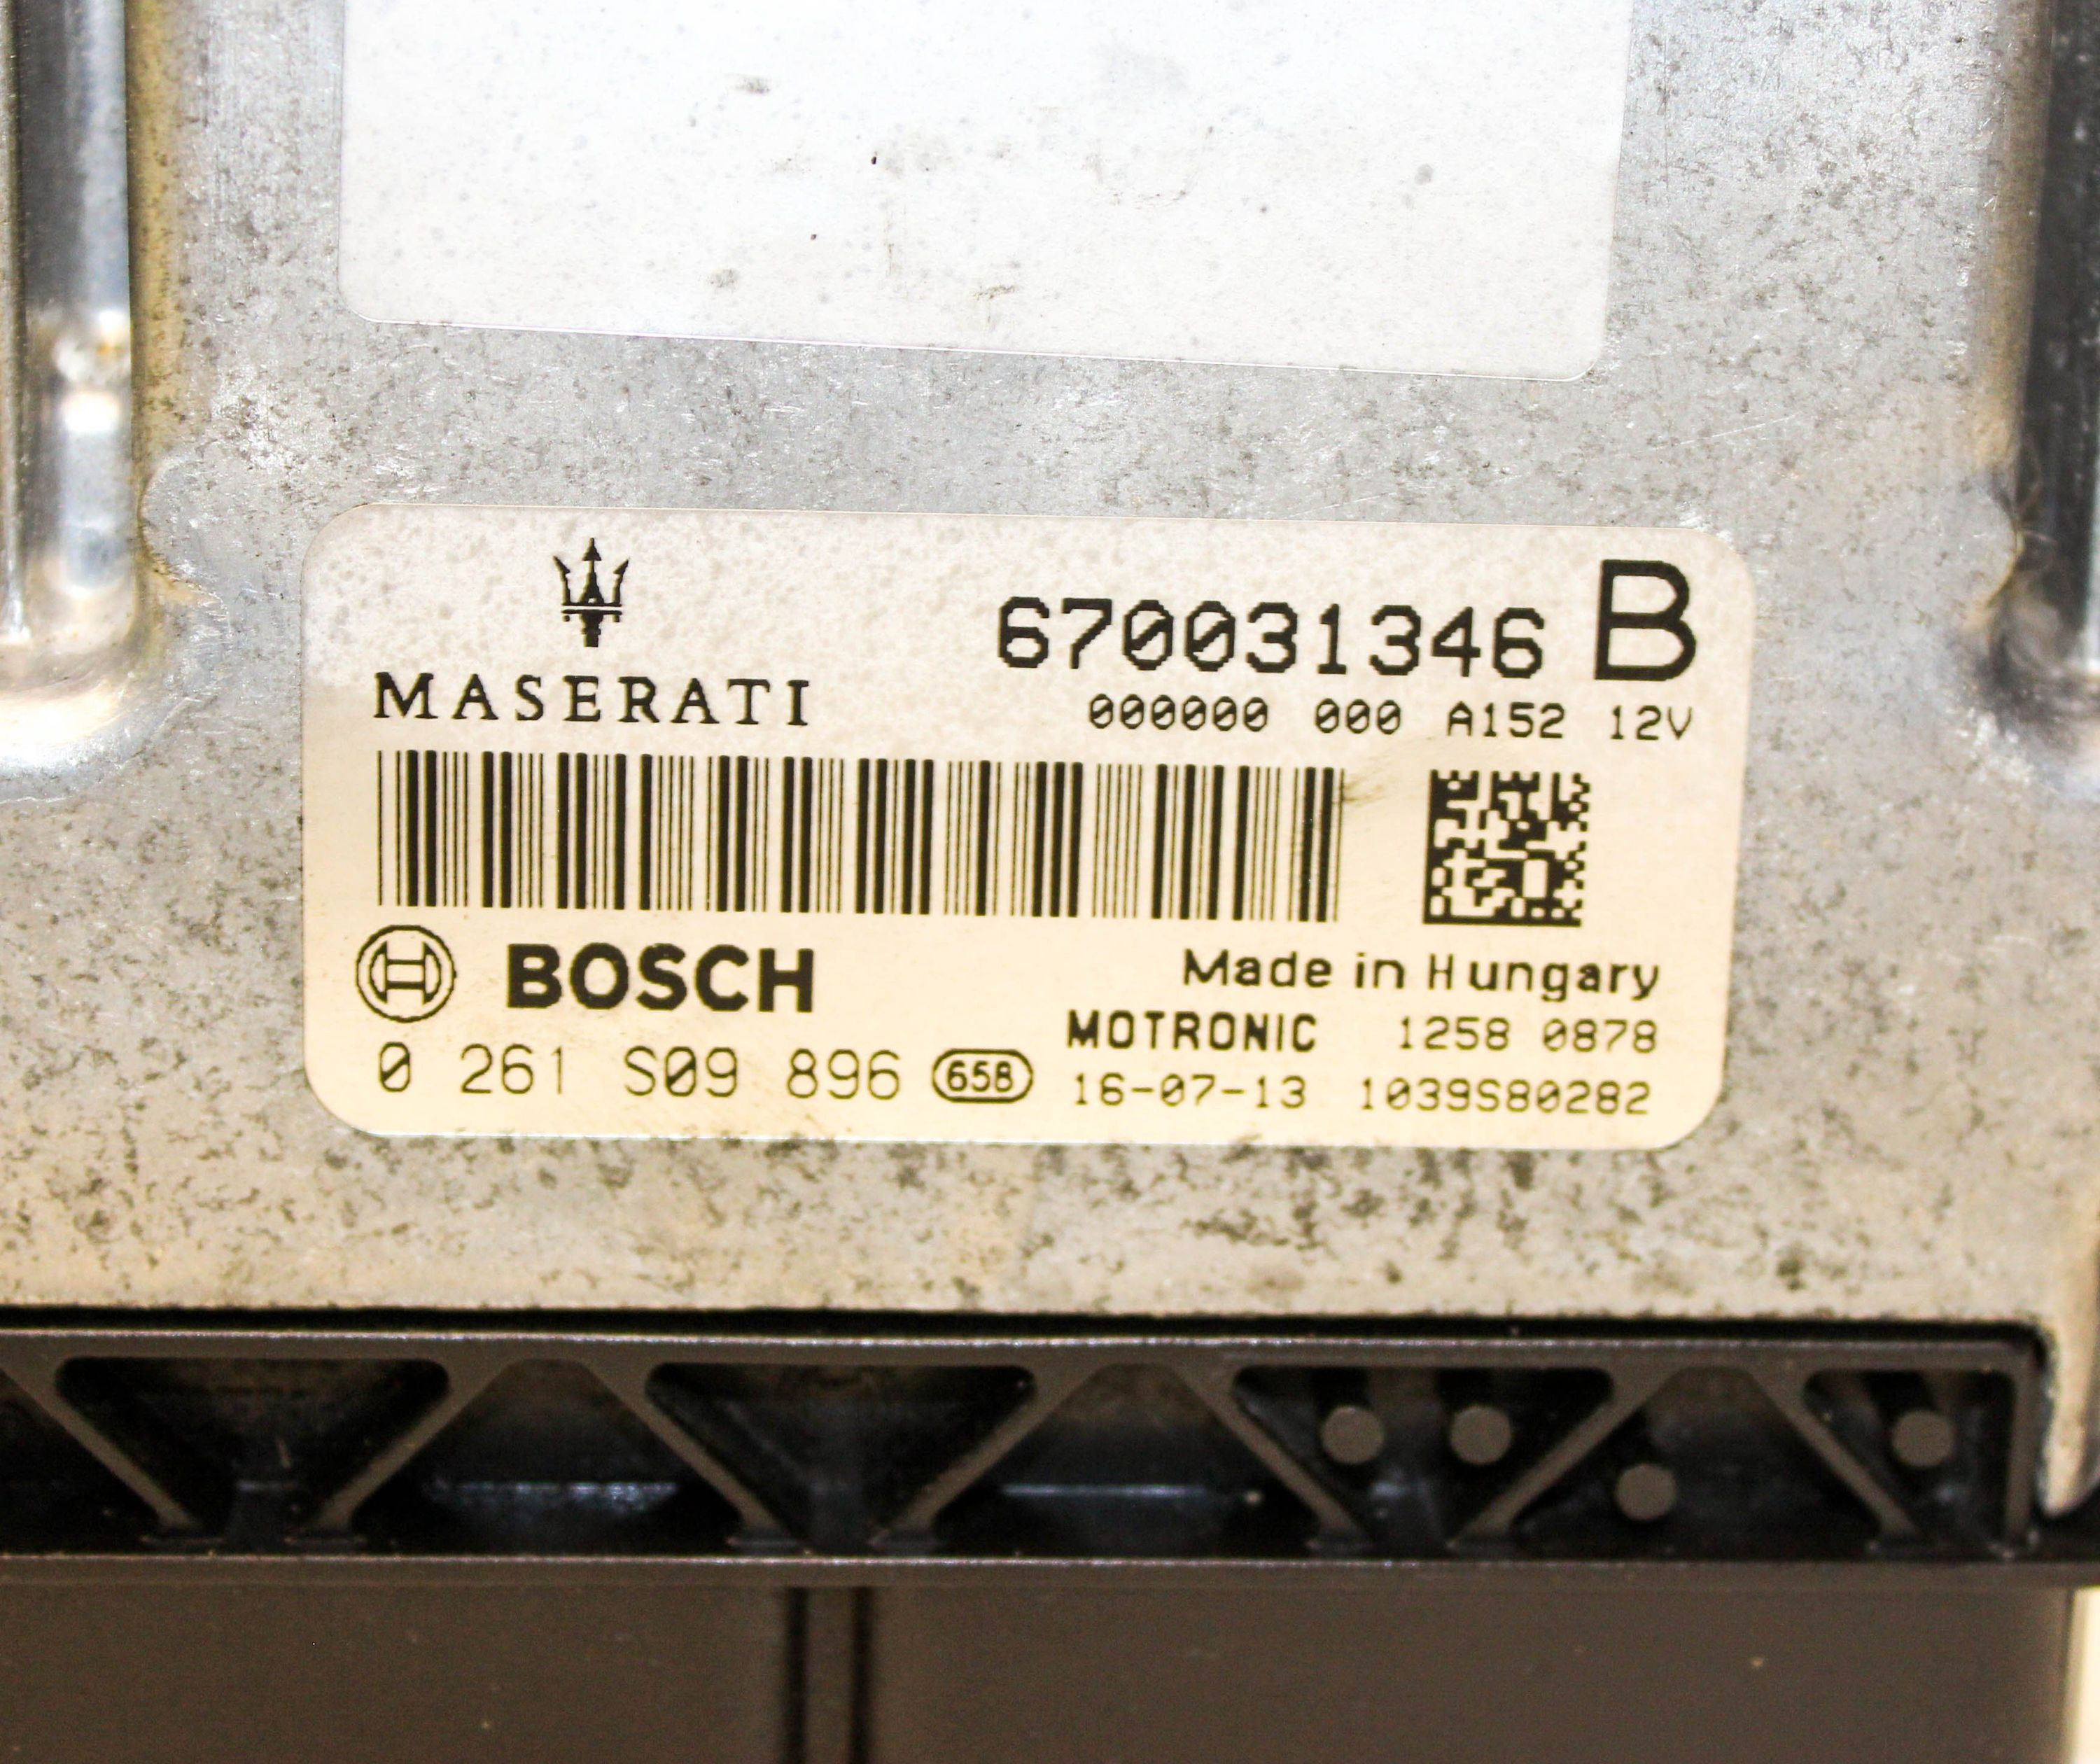 MASERATI
670031346 B
000000 000 A152 12V
BOSCH
Made in Hungary
MOTRONIC 1258 0878
0 261 S09 896 658 16-07-13 1039S80282